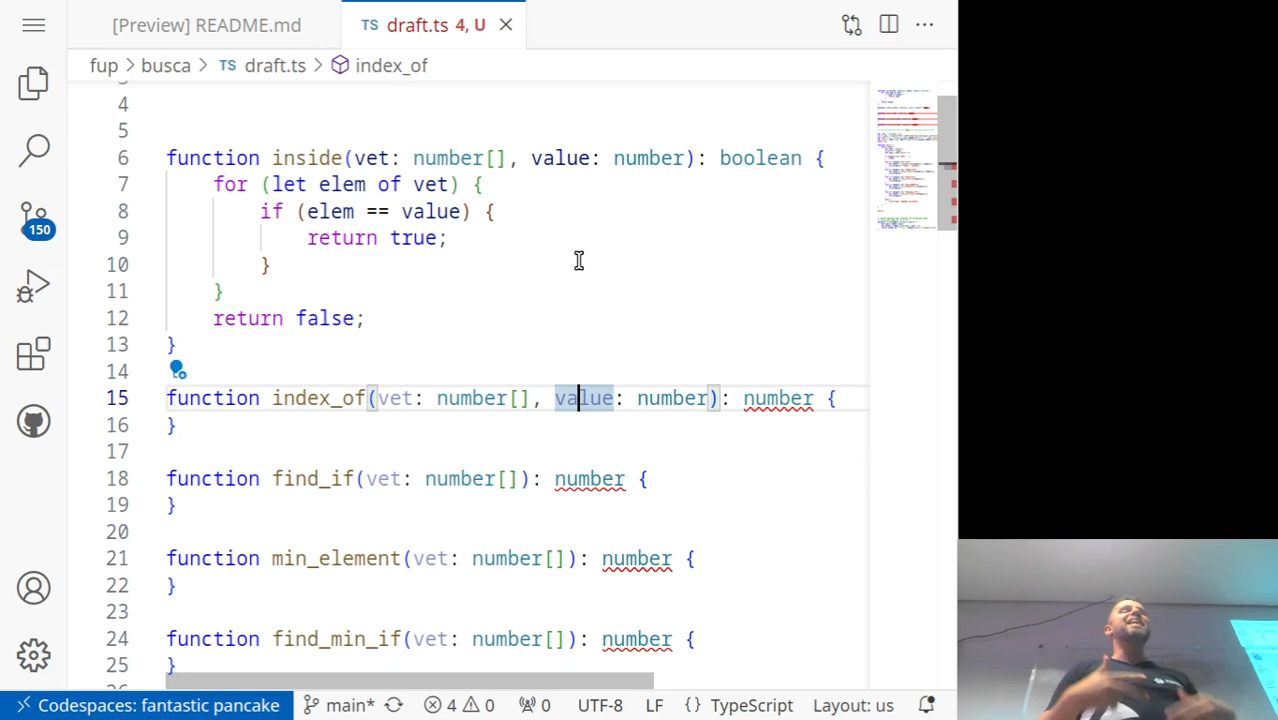 [Preview] README.md
TS draft.ts 4, U
fup > busca > TS draft.ts > index_of
4
5
6 function inside(vet: number[], value: number): boolean {
7 for (let elem of vet) {
8 if (elem == value) {
9 return true;
10 }
11 }
12 return false;
13 }
14
15 function index_of(vet: number[], value: number): number {
16 }
17
18 function find_if(vet: number[]): number {
19 }
20
21 function min_element(vet: number[]): number {
22 }
23
24 function find_min_if(vet: number[]): number {
25 }
150
Codespaces: fantastic pancake main* 4 0 0 UTF-8 LF {} TypeScript Layout: us